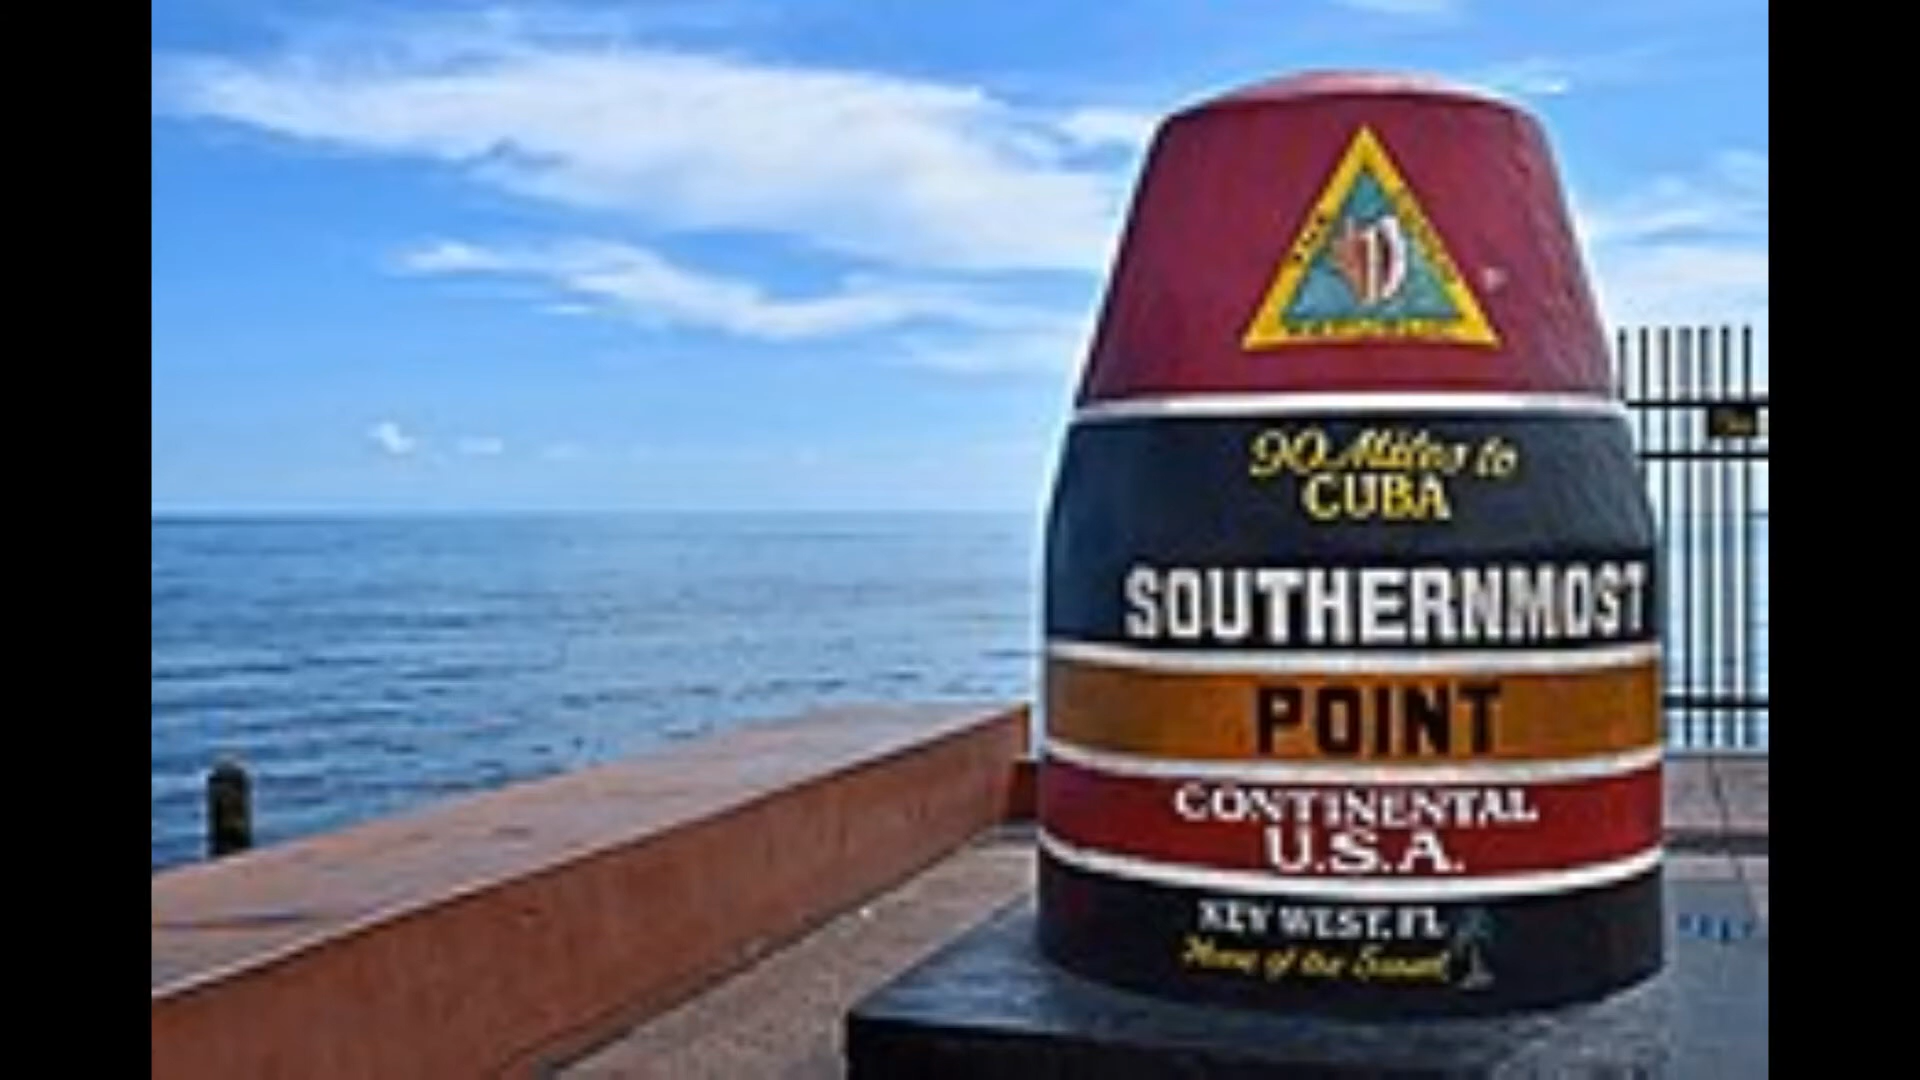 90 Miles to
CUBA
SOUTHERNMOST
POINT
CONTINENTAL
U.S.A.
KEY WEST, FL
Home of the Sunset